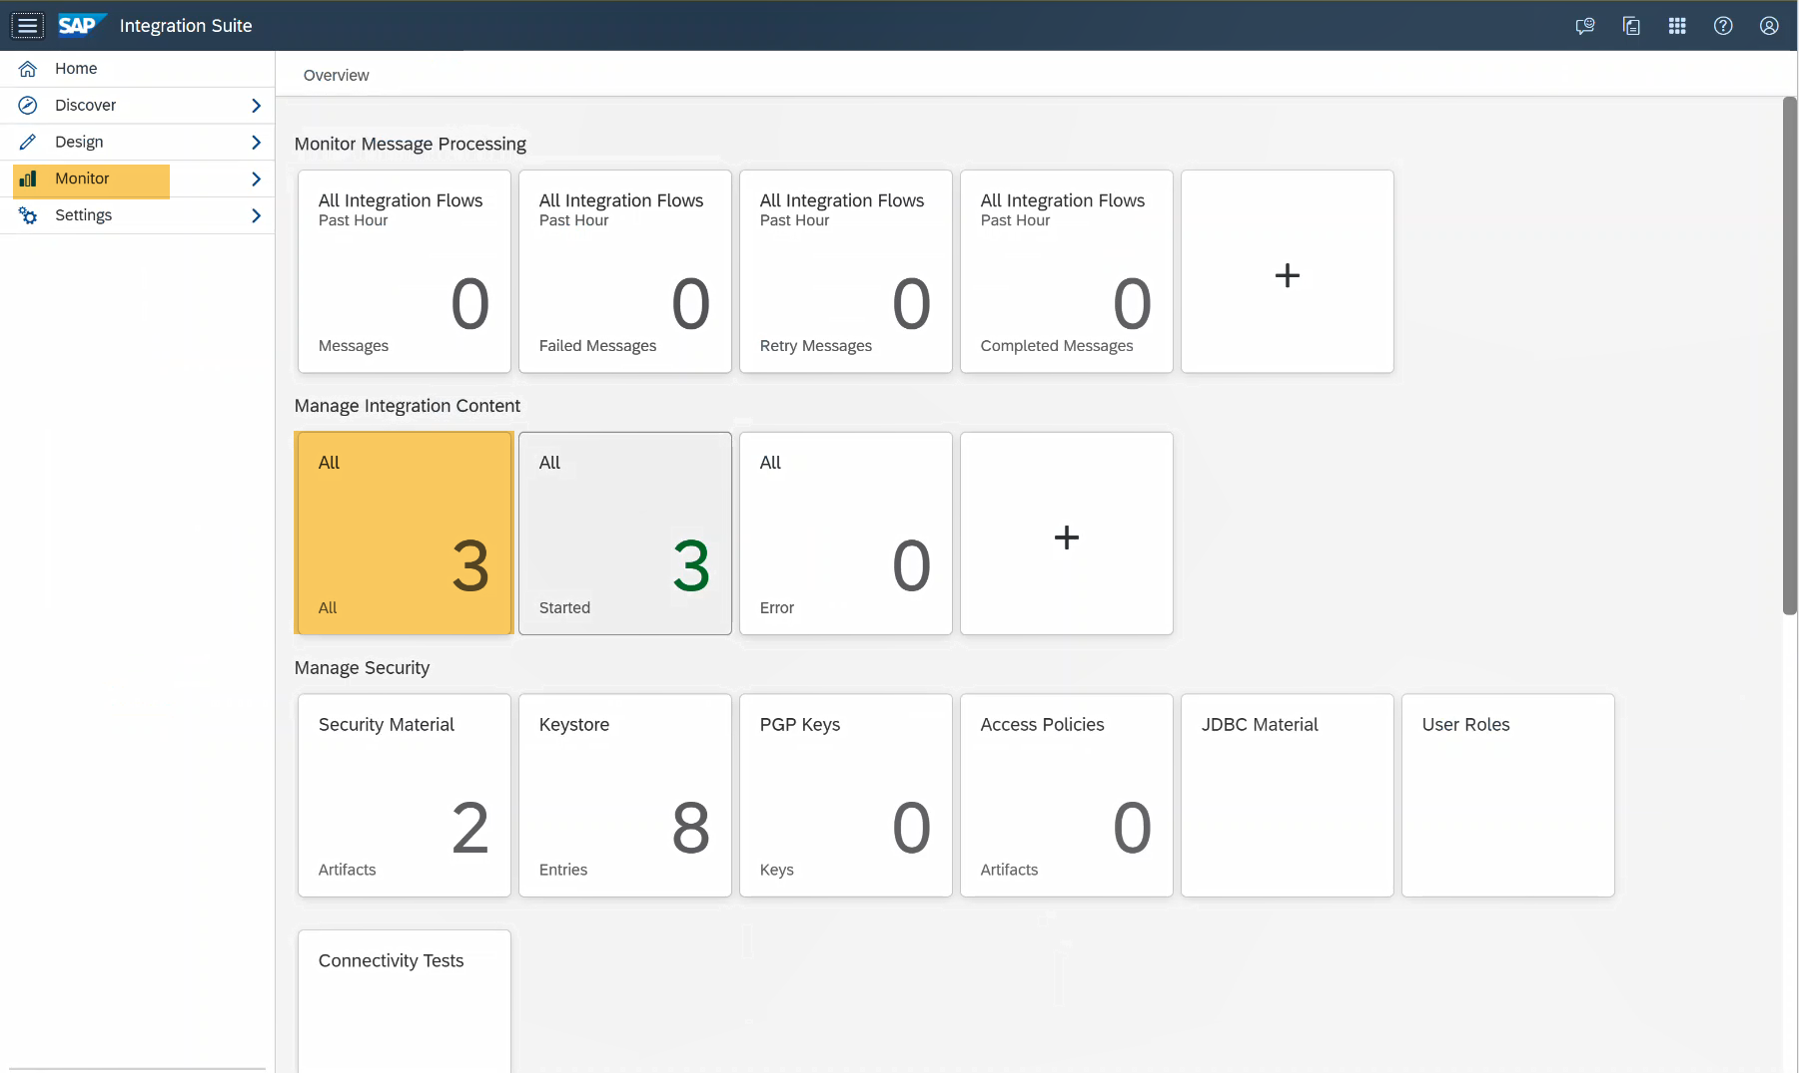 SAP Integration Suite
Home
Discover
Design
Monitor
Settings
Overview
Monitor Message Processing
All Integration Flows
Past Hour
0
Messages
All Integration Flows
Past Hour
0
Failed Messages
All Integration Flows
Past Hour
0
Retry Messages
All Integration Flows
Past Hour
0
Completed Messages
+
Manage Integration Content
All
3
All
All
3
Started
All
0
Error
+
Manage Security
Security Material
2
Artifacts
Keystore
8
Entries
PGP Keys
0
Keys
Access Policies
0
Artifacts
JDBC Material
User Roles
Connectivity Tests